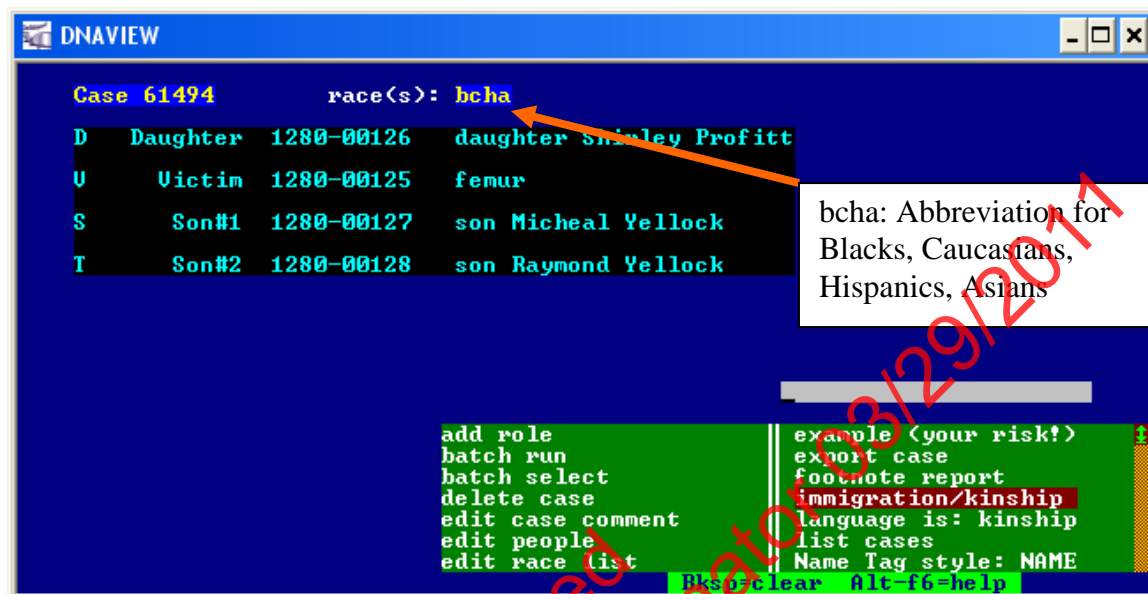 DNAVIEW
Case 61494 race(s): bcha
D Daughter 1280-00126 daughter Shirley Profitt
V Victim 1280-00125 femur
S Son#1 1280-00127 son Micheal Yellock
T Son#2 1280-00128 son Raymond Yellock
bcha: Abbreviation for
Blacks, Caucasians,
Hispanics, Asians
add role
batch run
batch select
delete case
edit case comment
edit people
edit race list
example (your risk!)
export case
footnote report
immigration/kinship
language is: kinship
list cases
Name Tag style: NAME
Bksp=clear Alt-f6=help
03/29/2011